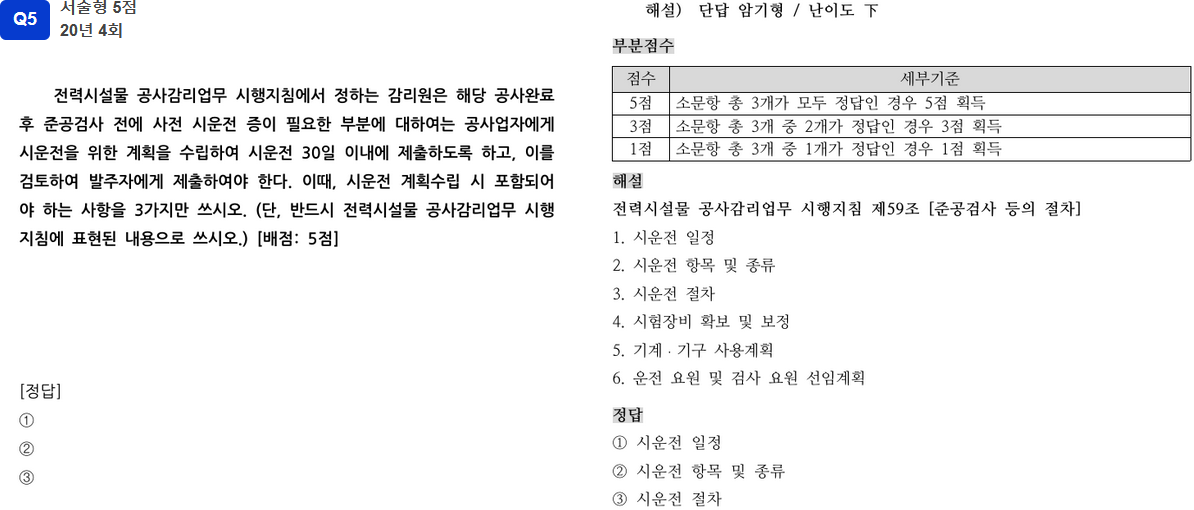 Q5
서술형 5점
20년 4회
전력시설물 공사감리업무 시행지침에서 정하는 감리원은 해당 공사완료
후 준공검사 전에 사전 시운전 증이 필요한 부분에 대하여는 공사업자에게
시운전을 위한 계획을 수립하여 시운전 30일 이내에 제출하도록 하고, 이를
검토하여 발주자에게 제출하여야 한다. 이때, 시운전 계획수립 시 포함되어
야 하는 사항을 3가지만 쓰시오. (단, 반드시 전력시설물 공사감리업무 시행
지침에 표현된 내용으로 쓰시오.) [배점: 5점]
[정답]
①
②
③
해설) 단답 암기형 / 난이도 下
부분점수
점수 세부기준
5점 소문항 총 3개가 모두 정답인 경우 5점 획득
3점 소문항 총 3개 중 2개가 정답인 경우 3점 획득
1점 소문항 총 3개 중 1개가 정답인 경우 1점 획득
해설
전력시설물 공사감리업무 시행지침 제59조 [준공검사 등의 절차]
1. 시운전 일정
2. 시운전 항목 및 종류
3. 시운전 절차
4. 시험장비 확보 및 보정
5. 기계 · 기구 사용계획
6. 운전 요원 및 검사 요원 선임계획
정답
① 시운전 일정
② 시운전 항목 및 종류
③ 시운전 절차